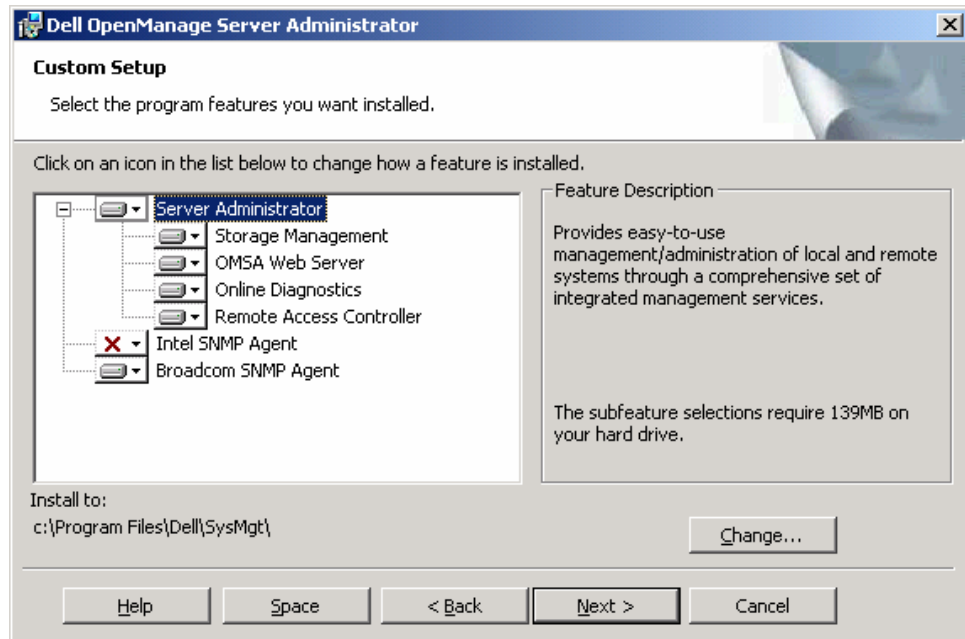 Dell OpenManage Server Administrator
Custom Setup
Select the program features you want installed.
Click on an icon in the list below to change how a feature is installed.
Server Administrator
Storage Management
OMSA Web Server
Online Diagnostics
Remote Access Controller
Intel SNMP Agent
Broadcom SNMP Agent
Feature Description
Provides easy-to-use
management/administration of local and remote
systems through a comprehensive set of
integrated management services.
The subfeature selections require 139MB on
your hard drive.
Install to:
c:\Program Files\Dell\SysMgt\
Change...
Help
Space
< Back
Next >
Cancel